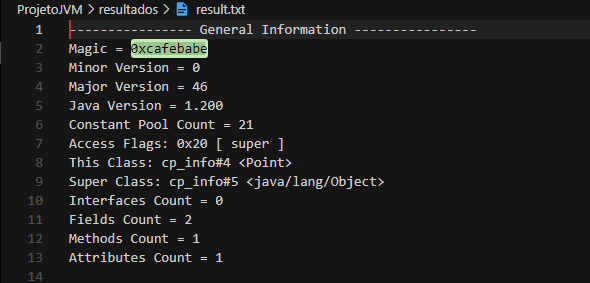 ProjetoJVM > resultados > result.txt
1 --------------- General Information ---------------
2 Magic = 0xcafebabe
3 Minor Version = 0
4 Major Version = 46
5 Java Version = 1.200
6 Constant Pool Count = 21
7 Access Flags: 0x20 [ super ]
8 This Class: cp_info#4 <Point>
9 Super Class: cp_info#5 <java/lang/Object>
10 Interfaces Count = 0
11 Fields Count = 2
12 Methods Count = 1
13 Attributes Count = 1
14